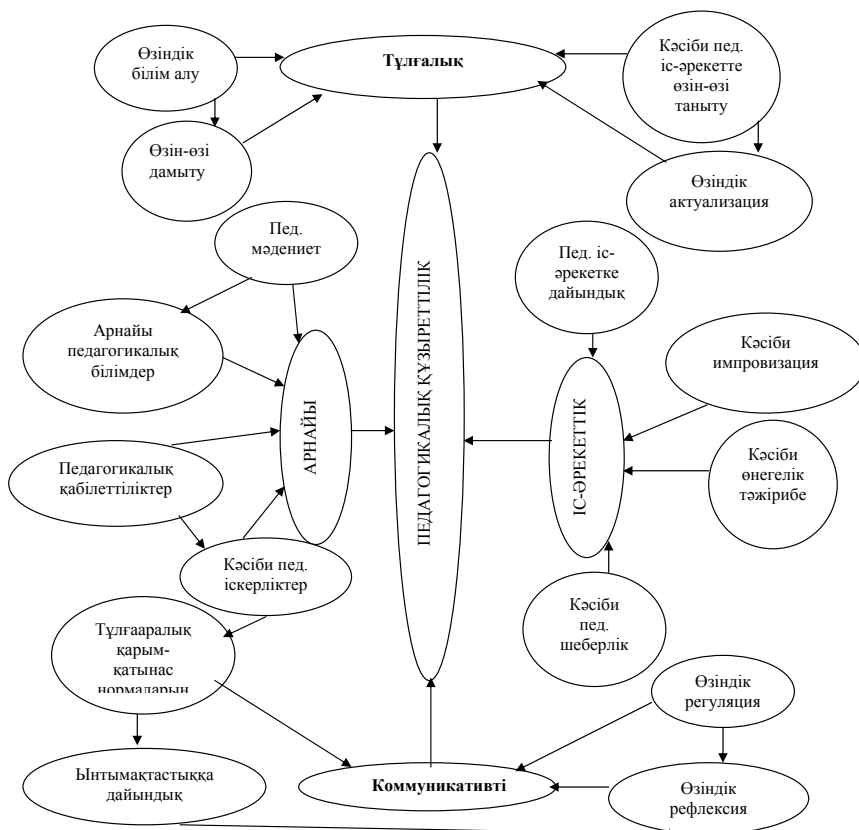 Өзіндік
білім алу
Тұлғалық
Кәсіби пед.
іс-әрекетте
өзін-өзі
таныту
Өзін-өзі
дамыту
Өзіндік
актуализация
Пед.
мәдениет
Пед. іс-
әрекетке
дайындық
Арнайы
педагогикалық
білімдер
АРНАЙЫ
ПЕДАГОГИКАЛЫҚ ҚҰЗЫРЕТТІЛІК
ІС-ӘРЕКЕТТІК
Кәсіби
импровизация
Педагогикалық
қабілеттіліктер
Кәсіби
өнегелік
тәжірибе
Кәсіби пед.
іскерліктер
Кәсіби
пед.
шеберлік
Тұлғааралық
қарым-
қатынас
нормаларын
Өзіндік
регуляция
Ынтымақтастыққа
дайындық
Коммуникативті
Өзіндік
рефлексия